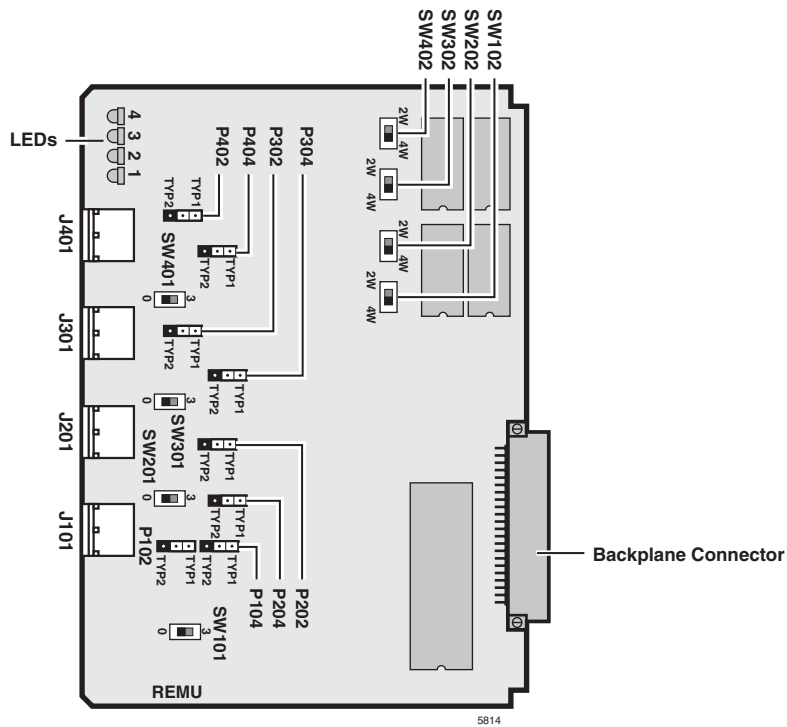 SW402
SW302
SW202
SW102
LEDs
4
3
2
1
P402
P404
P302
P304
2W
4W
2W
4W
2W
4W
2W
4W
TYP2
TYP1
J401
SW401
TYP2
TYP1
0
3
J301
TYP2
TYP1
TYP2
TYP1
0
3
SW301
J201
SW201
TYP2
TYP1
0
3
J101
P102
TYP2
TYP1
TYP2
TYP1
TYP2
TYP1
P104
P204
P202
Backplane Connector
0
3
SW101
REMU
5814